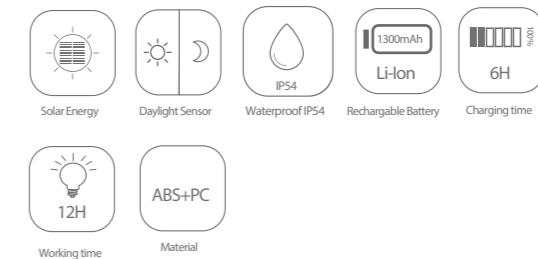 1300mAh
100%
IP54
Li-Ion
6H
Solar Energy
Daylight Sensor
Waterproof IP54
Rechargable Battery
Charging time
12H
ABS+PC
Working time
Material